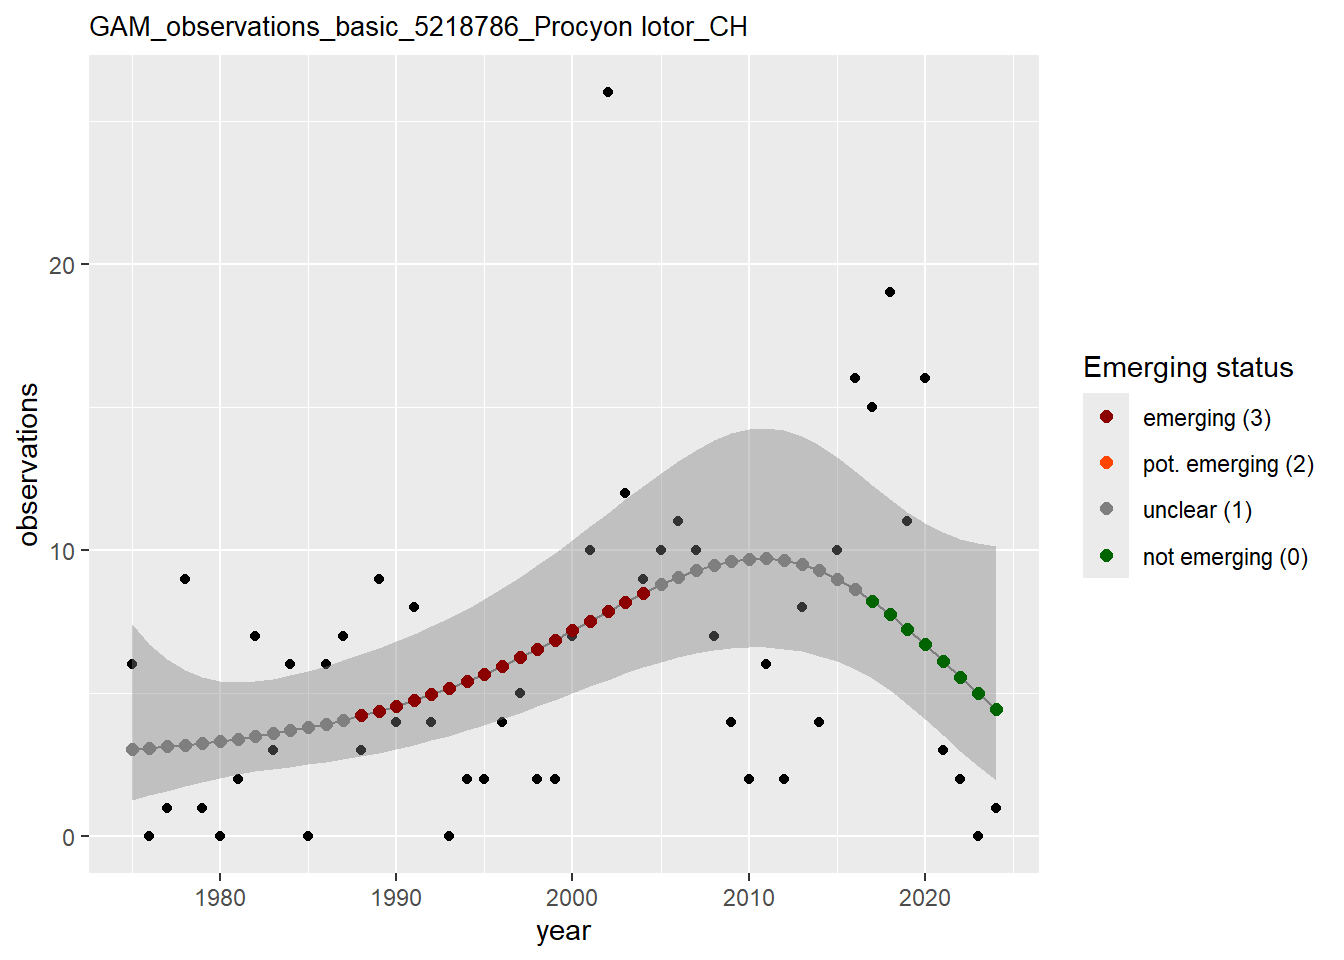 GAM_observations_basic_5218786_Procyon lotor_CH
observations
20
10
0
1980
1990
2000
2010
2020
year
Emerging status
emerging (3)
pot. emerging (2)
unclear (1)
not emerging (0)